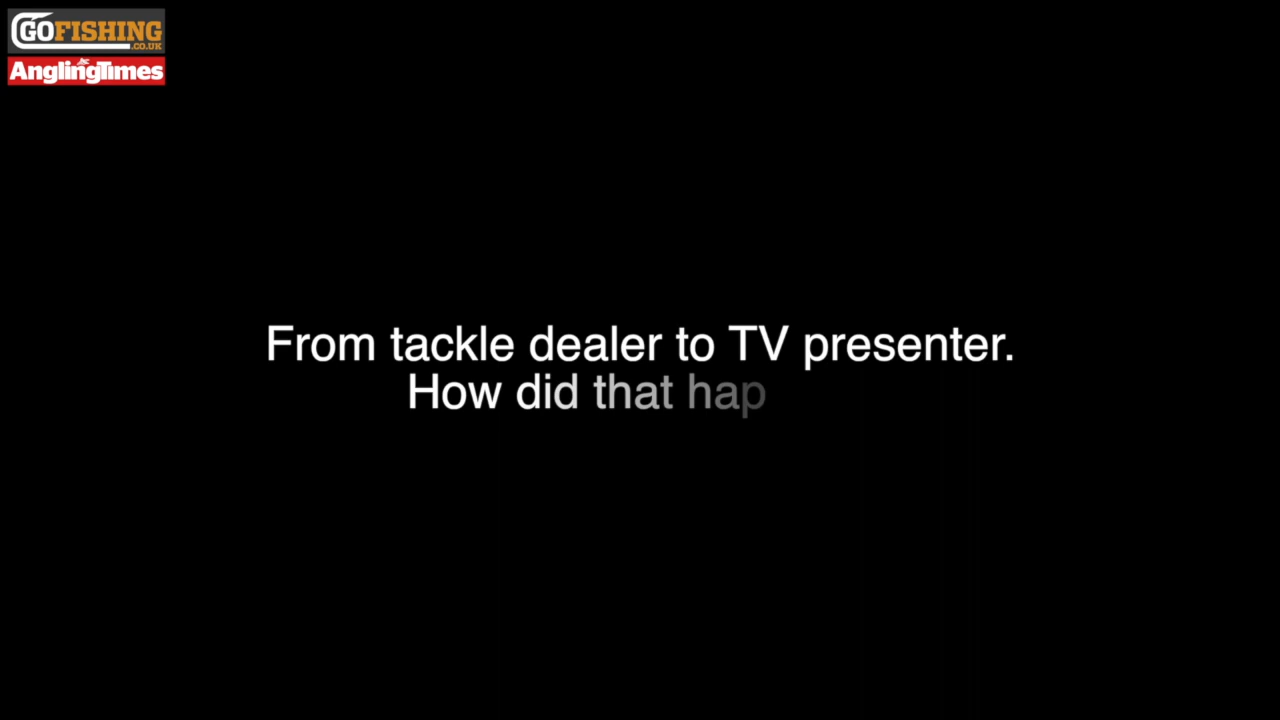 GOFISHING
.CO.UK
AnglingTimes
From tackle dealer to TV presenter.
How did that hap